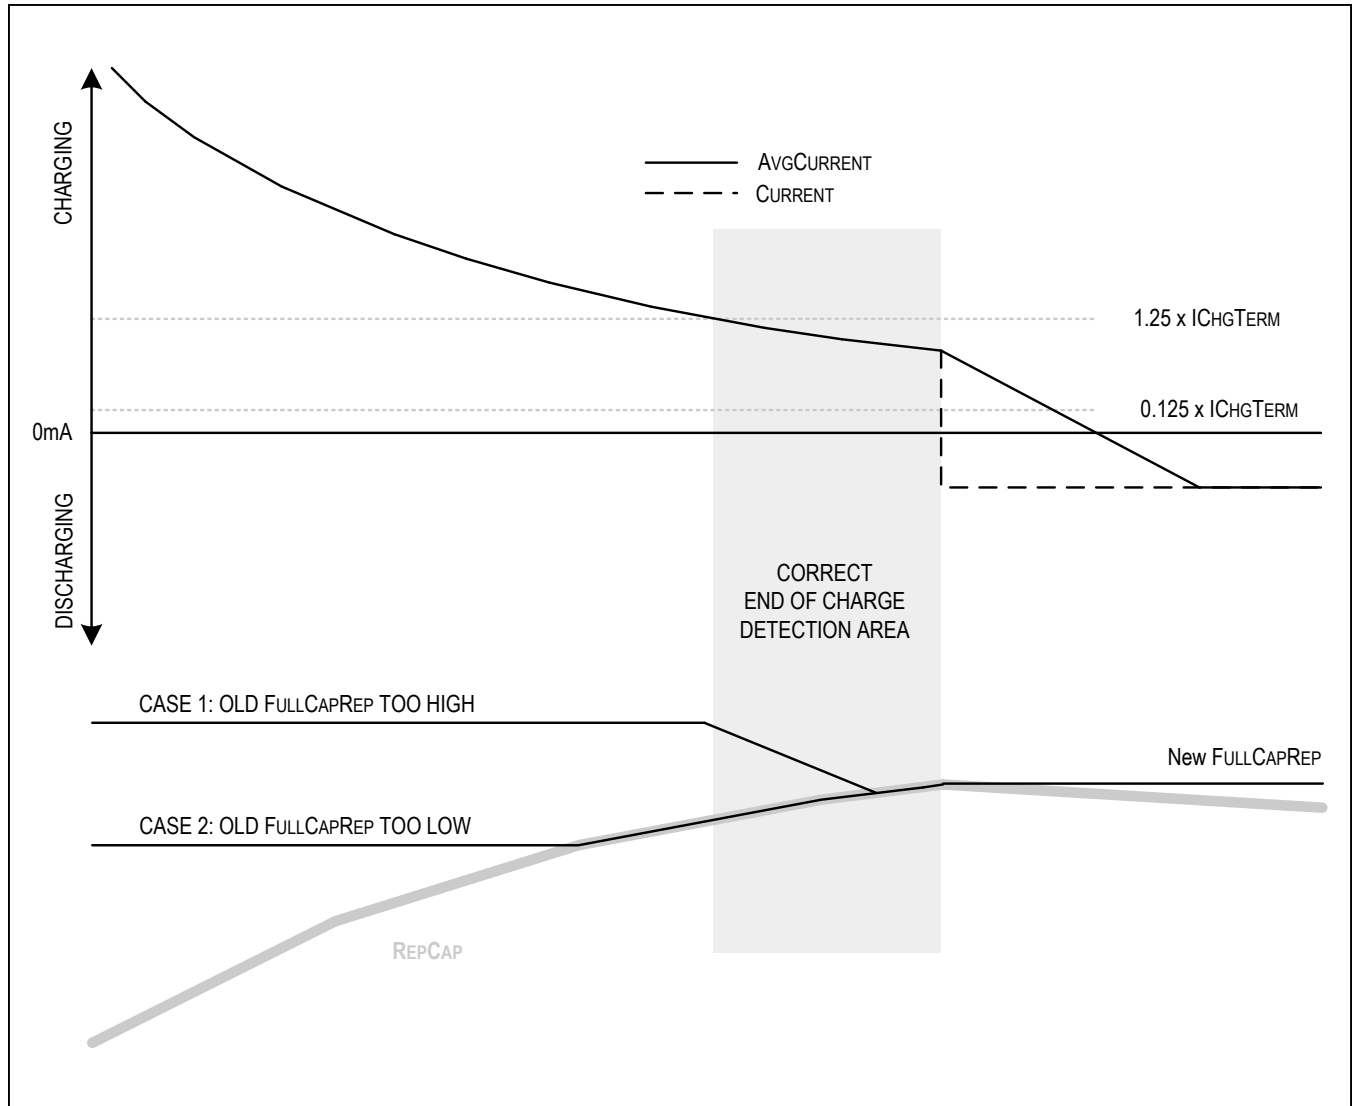 CHARGING
AVGCURRENT
CURRENT
1.25 x ICHGTERM
0.125 x ICHGTERM
0mA
DISCHARGING
CORRECT
END OF CHARGE
DETECTION AREA
CASE 1: OLD FULLCAPREP TOO HIGH
New FULLCAPREP
CASE 2: OLD FULLCAPREP TOO LOW
REPCAP